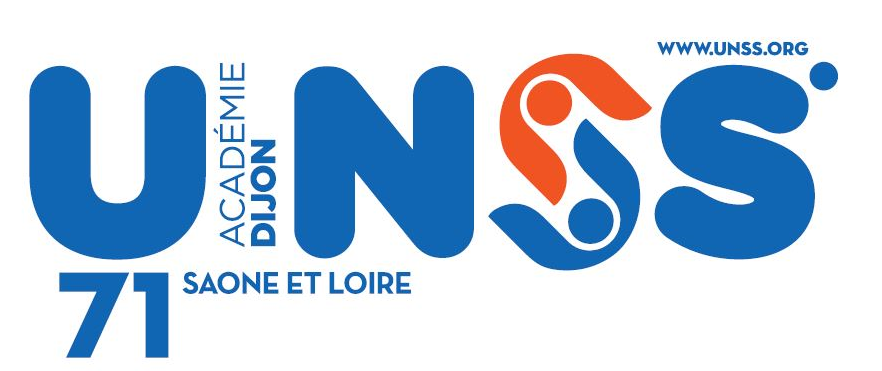 WWW.UNSS.ORG
UNSS
ACADÉMIE
DIJON
71
SAONE ET LOIRE